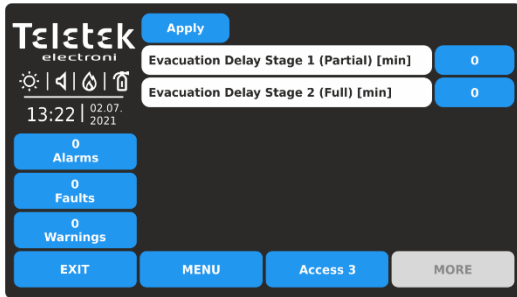 Teletek
electroni
13:22 | 02.07.
2021
0
Alarms
0
Faults
0
Warnings
Apply
Evacuation Delay Stage 1 (Partial) [min] 0
Evacuation Delay Stage 2 (Full) [min] 0
EXIT MENU Access 3 MORE